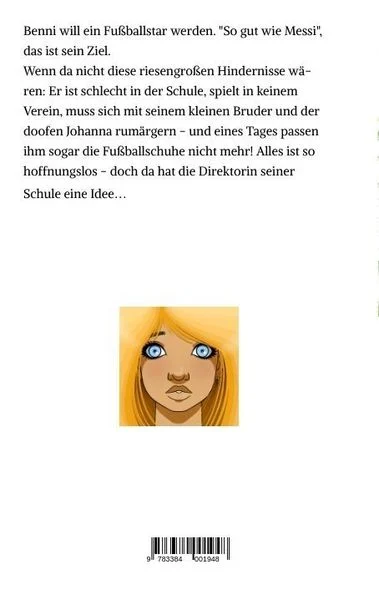 Benni will ein Fußballstar werden. "So gut wie Messi",
das ist sein Ziel.
Wenn da nicht diese riesengroßen Hindernisse wä-
ren: Er ist schlecht in der Schule, spielt in keinem
Verein, muss sich mit seinem kleinen Bruder und der
doofen Johanna rumärgern – und eines Tages passen
ihm sogar die Fußballschuhe nicht mehr! Alles ist so
hoffnungslos – doch da hat die Direktorin seiner
Schule eine Idee…
9 783384 001948